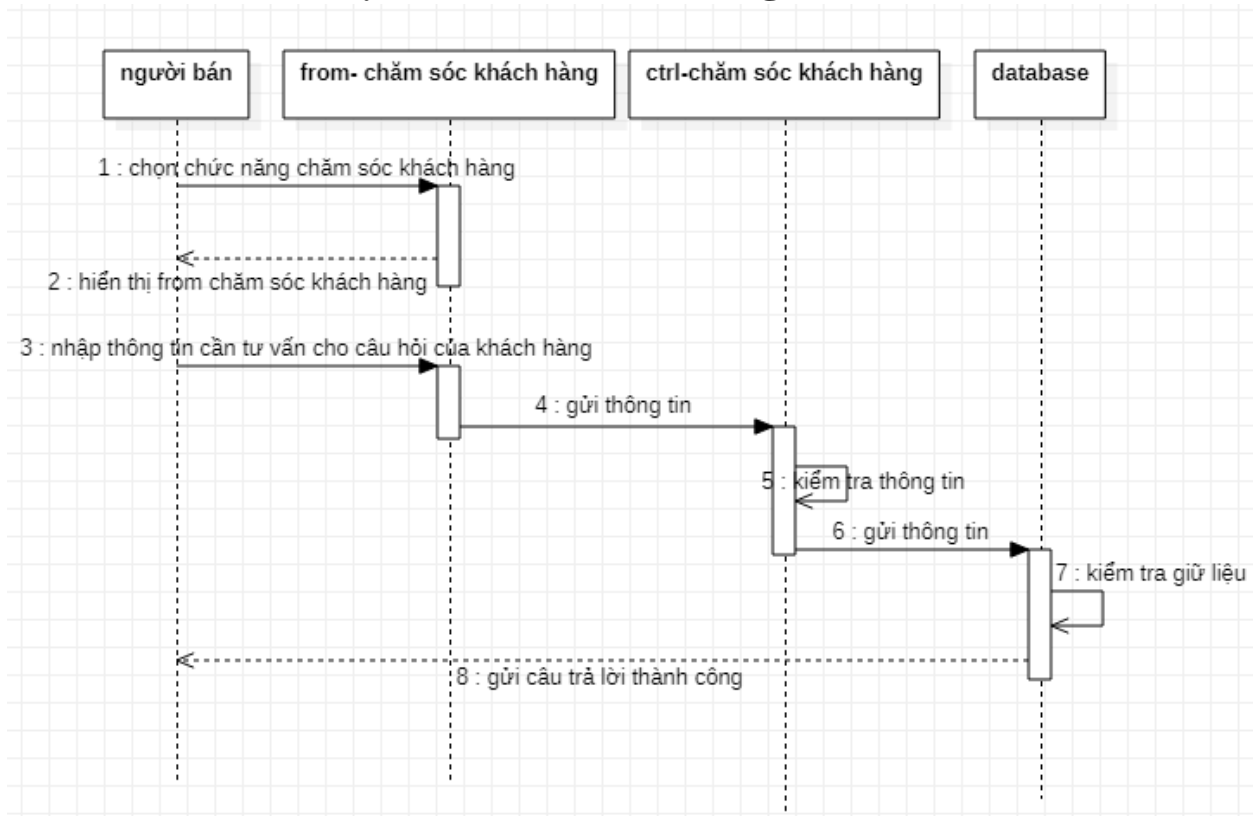 người bán
from- chăm sóc khách hàng
ctrl-chăm sóc khách hàng
database
1 : chọn chức năng chăm sóc khách hàng
2 : hiển thị from chăm sóc khách hàng
3 : nhập thông tin cần tư vấn cho câu hỏi của khách hàng
4 : gửi thông tin
5 : kiểm tra thông tin
6 : gửi thông tin
7 : kiểm tra giữ liệu
8 : gửi câu trả lời thành công